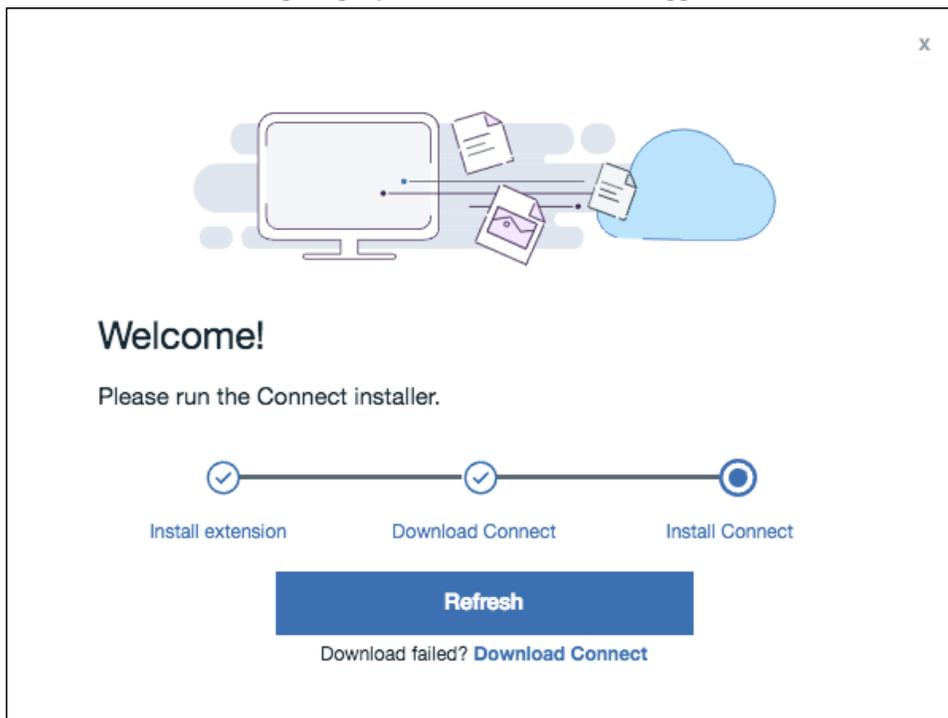 x
Welcome!
Please run the Connect installer.
Install extension Download Connect Install Connect
Refresh
Download failed? Download Connect